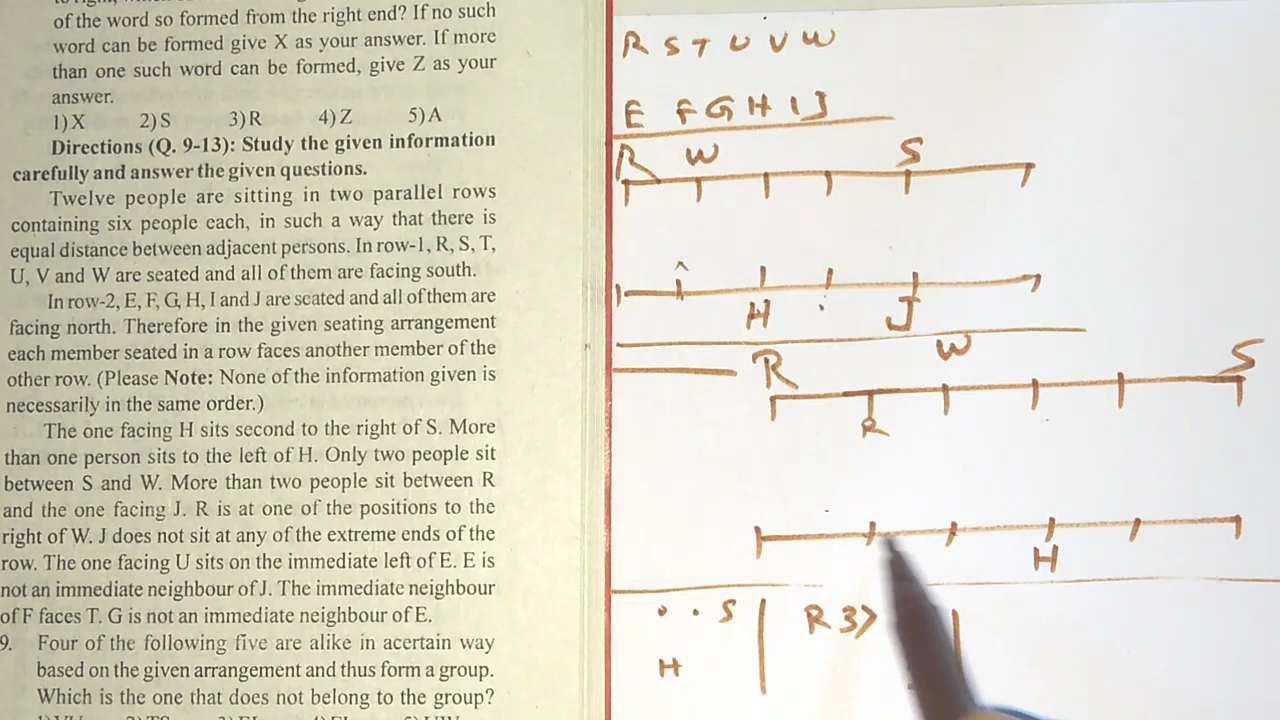 of the word so formed from the right end? If no such
word can be formed give X as your answer. If more
than one such word can be formed, give Z as your
answer.
1) X 2) S 3) R 4) Z 5) A
Directions (Q. 9-13): Study the given information
carefully and answer the given questions.
Twelve people are sitting in two parallel rows
containing six people each, in such a way that there is
equal distance between adjacent persons. In row-1, R, S, T,
U, V and W are seated and all of them are facing south.
In row-2, E, F, G, H, I and J are seated and all of them are
facing north. Therefore in the given seating arrangement
each member seated in a row faces another member of the
other row. (Please Note: None of the information given is
necessarily in the same order.)
The one facing H sits second to the right of S. More
than one person sits to the left of H. Only two people sit
between S and W. More than two people sit between R
and the one facing J. R is at one of the positions to the
right of W. J does not sit at any of the extreme ends of the
row. The one facing U sits on the immediate left of E. E is
not an immediate neighbour of J. The immediate neighbour
of F faces T. G is not an immediate neighbour of E.
9. Four of the following five are alike in acertain way
based on the given arrangement and thus form a group.
Which is the one that does not belong to the group?
R S T U V W
E F G H I J
R W S
H J
R W S
R
H
. . S R 3>
H